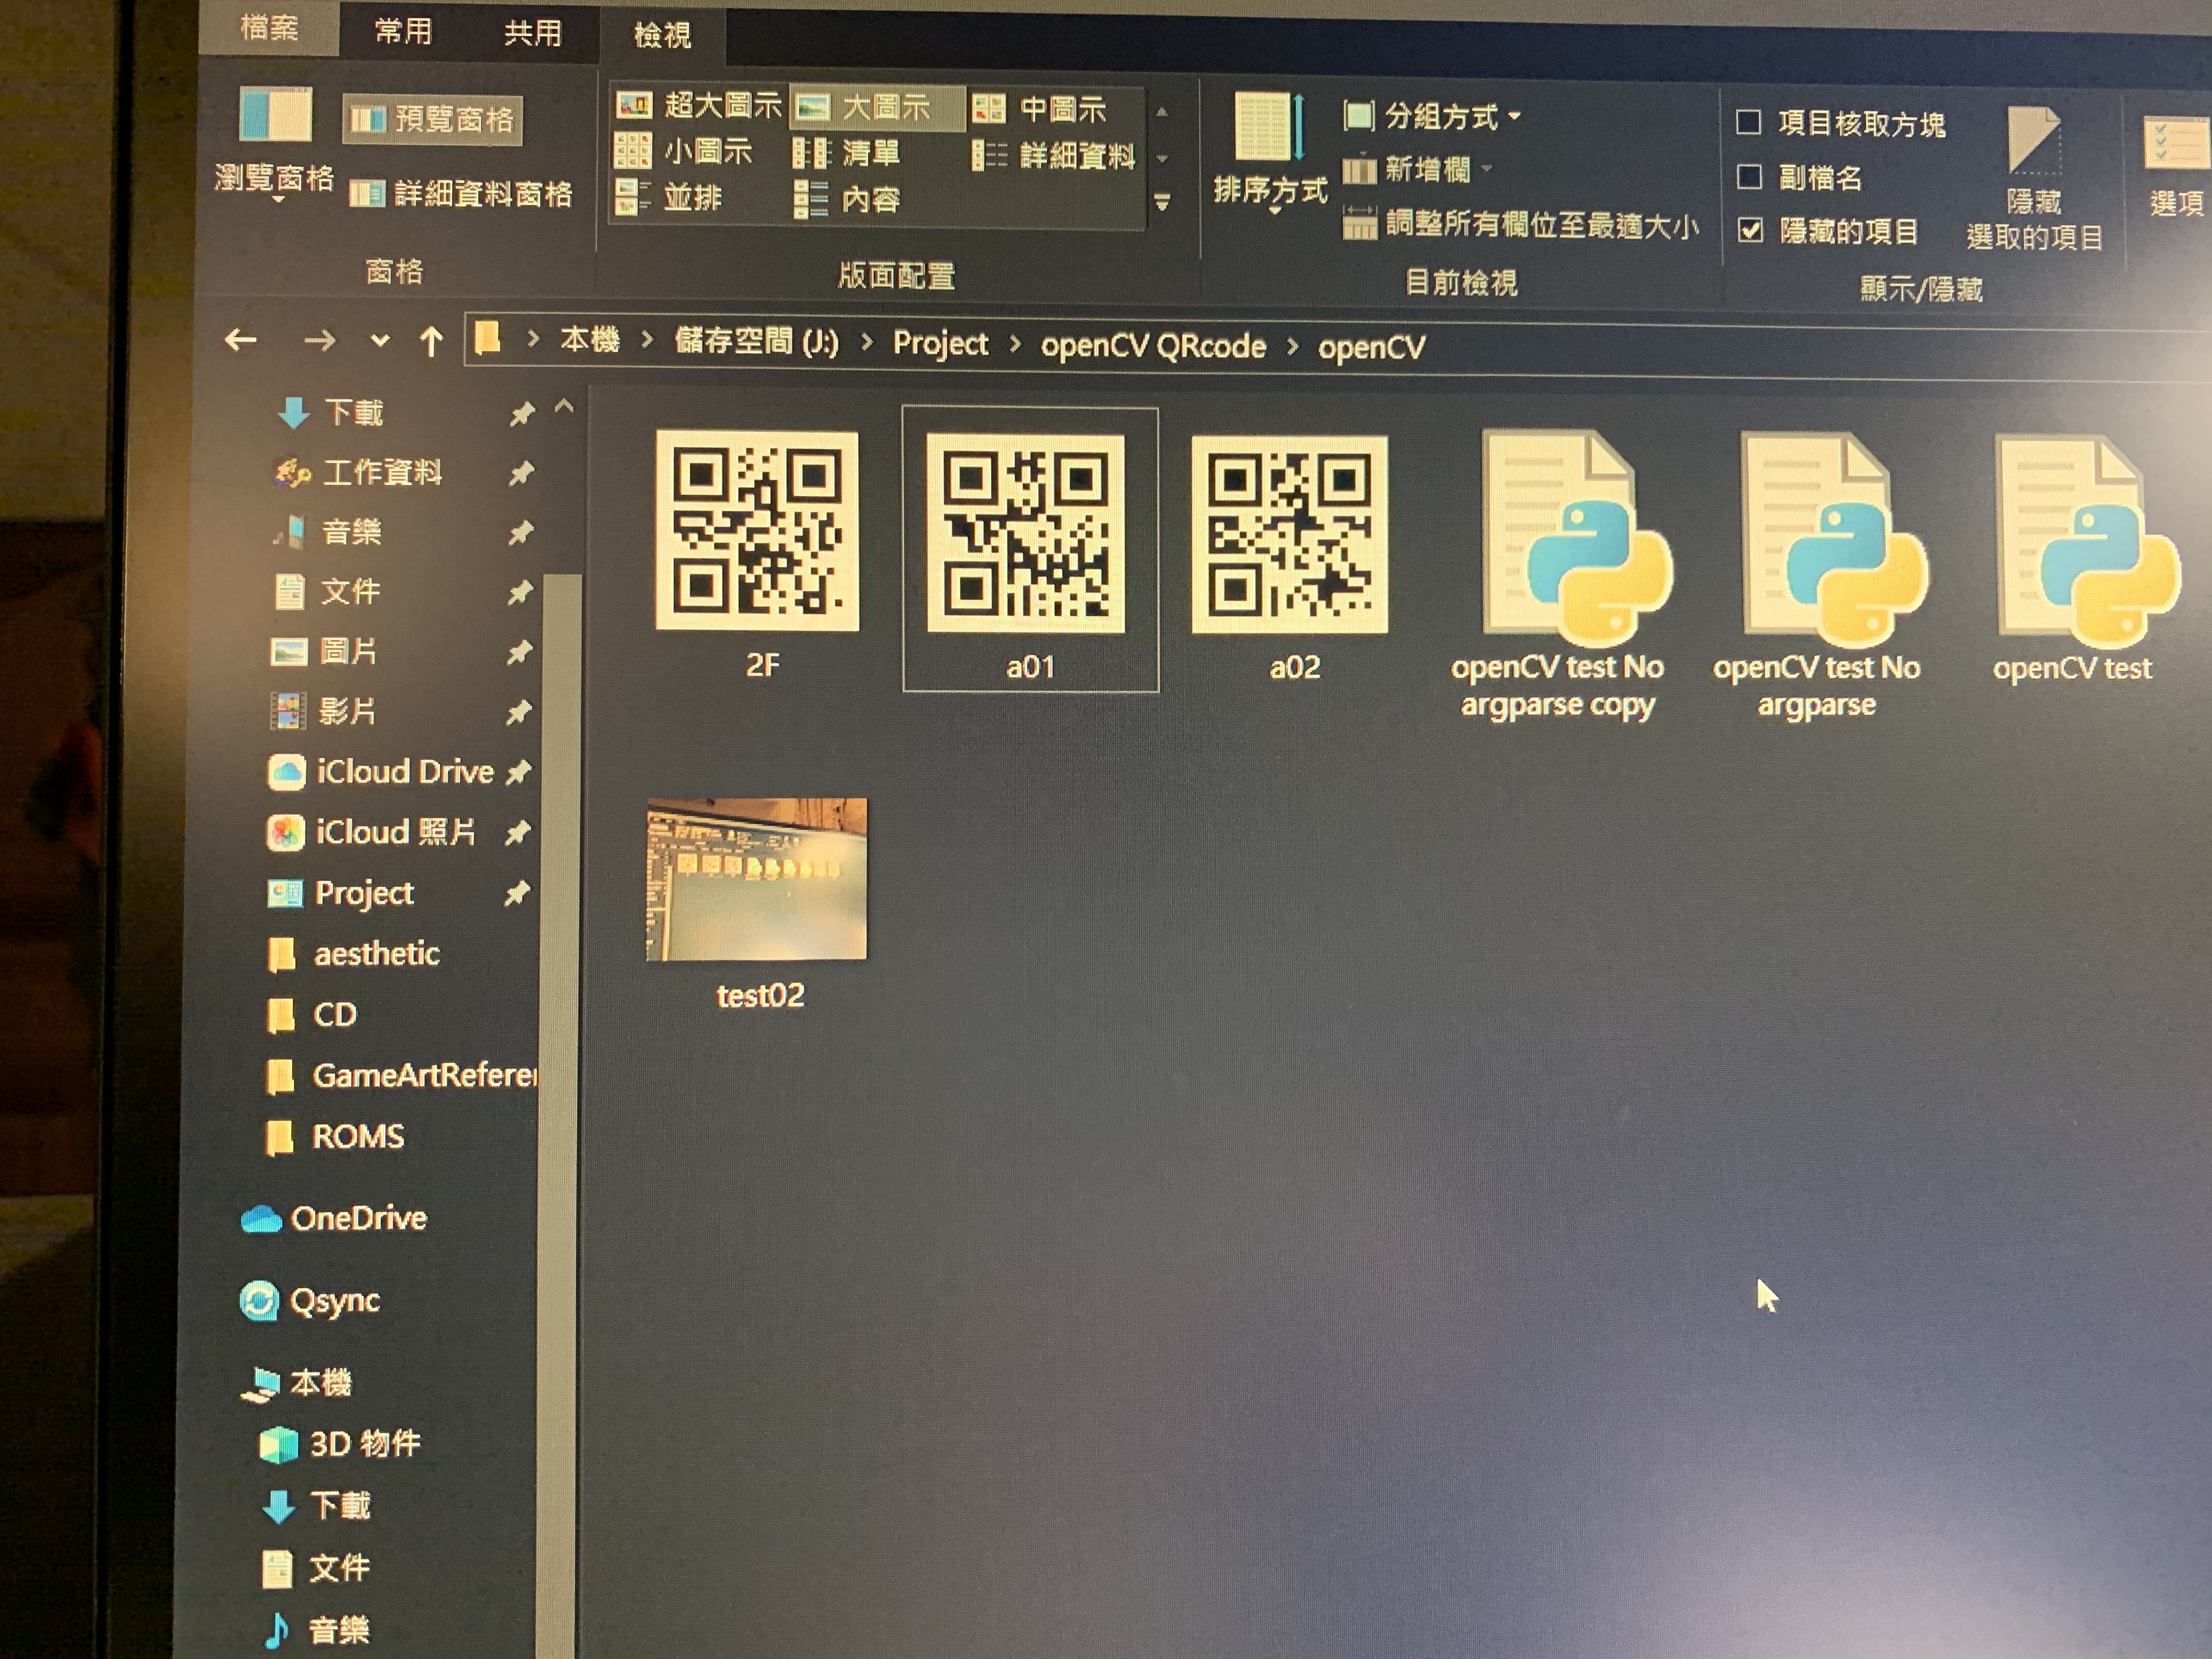 檔案 常用 共用 檢視
瀏覽窗格 預覽窗格
詳細資料窗格
窗格
超大圖示 大圖示 中圖示
小圖示 清單 詳細資料
並排 內容
版面配置
排序方式 分組方式
新增欄
調整所有欄位至最適大小
目前檢視
項目核取方塊
副檔名
隱藏的項目
隱藏
選取的項目
選項
顯示/隱藏
本機 > 儲存空間 (J:) > Project > openCV QRcode > openCV
下載
工作資料
音樂
文件
圖片
影片
iCloud Drive
iCloud 照片
Project
aesthetic
CD
GameArtRefere
ROMS
OneDrive
Qsync
本機
3D 物件
下載
文件
音樂
2F
a01
a02
openCV test No
argparse copy
openCV test No
argparse
openCV test
test02